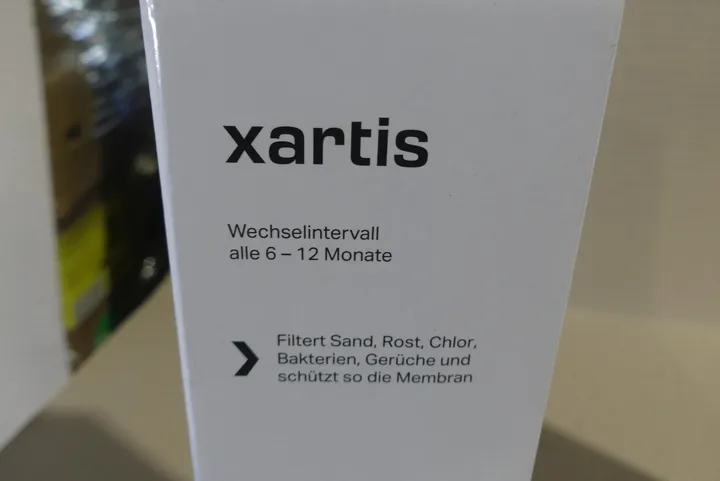 xartis
Wechselintervall
alle 6 – 12 Monate
Filtert Sand, Rost, Chlor,
Bakterien, Gerüche und
schützt so die Membran